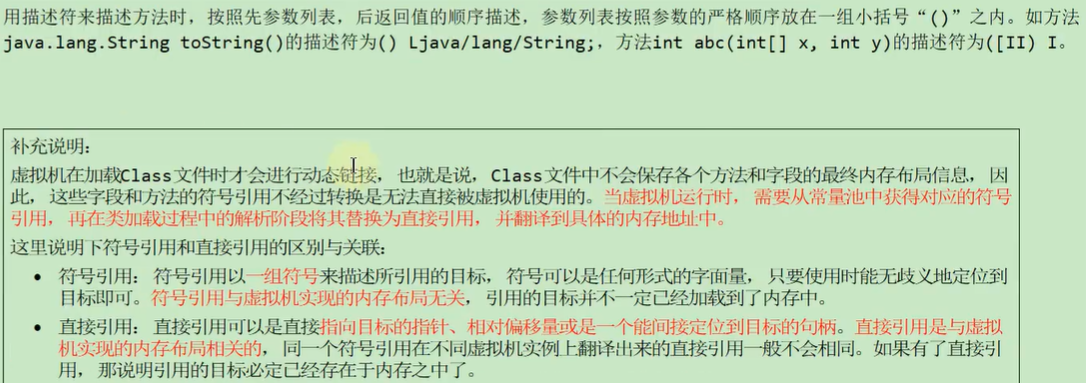 用描述符来描述方法时，按照先参数列表，后返回值的顺序描述，参数列表按照参数的严格顺序放在一组小括号“()”之内。如方法
java.lang.String toString()的描述符为() Ljava/lang/String;，方法int abc(int[] x, int y)的描述符为([II) I。
补充说明：
虚拟机在加载Class文件时才会进行动态链接，也就是说，Class文件中不会保存各个方法和字段的最终内存布局信息，因
此，这些字段和方法的符号引用不经过转换是无法直接被虚拟机使用的。当虚拟机运行时，需要从常量池中获得对应的符号
引用，再在类加载过程中的解析阶段将其替换为直接引用，并翻译到具体的内存地址中。
这里说明下符号引用和直接引用的区别与关联：
• 符号引用：符号引用以一组符号来描述所引用的目标，符号可以是任何形式的字面量，只要使用时能无歧义地定位到
目标即可。符号引用与虚拟机实现的内存布局无关，引用的目标并不一定已经加载到了内存中。
• 直接引用：直接引用可以是直接指向目标的指针、相对偏移量或是一个能间接定位到目标的句柄。直接引用是与虚拟
机实现的内存布局相关的，同一个符号引用在不同虚拟机实例上翻译出来的直接引用一般不会相同。如果有了直接引
用，那说明引用的目标必定已经存在于内存之中了。